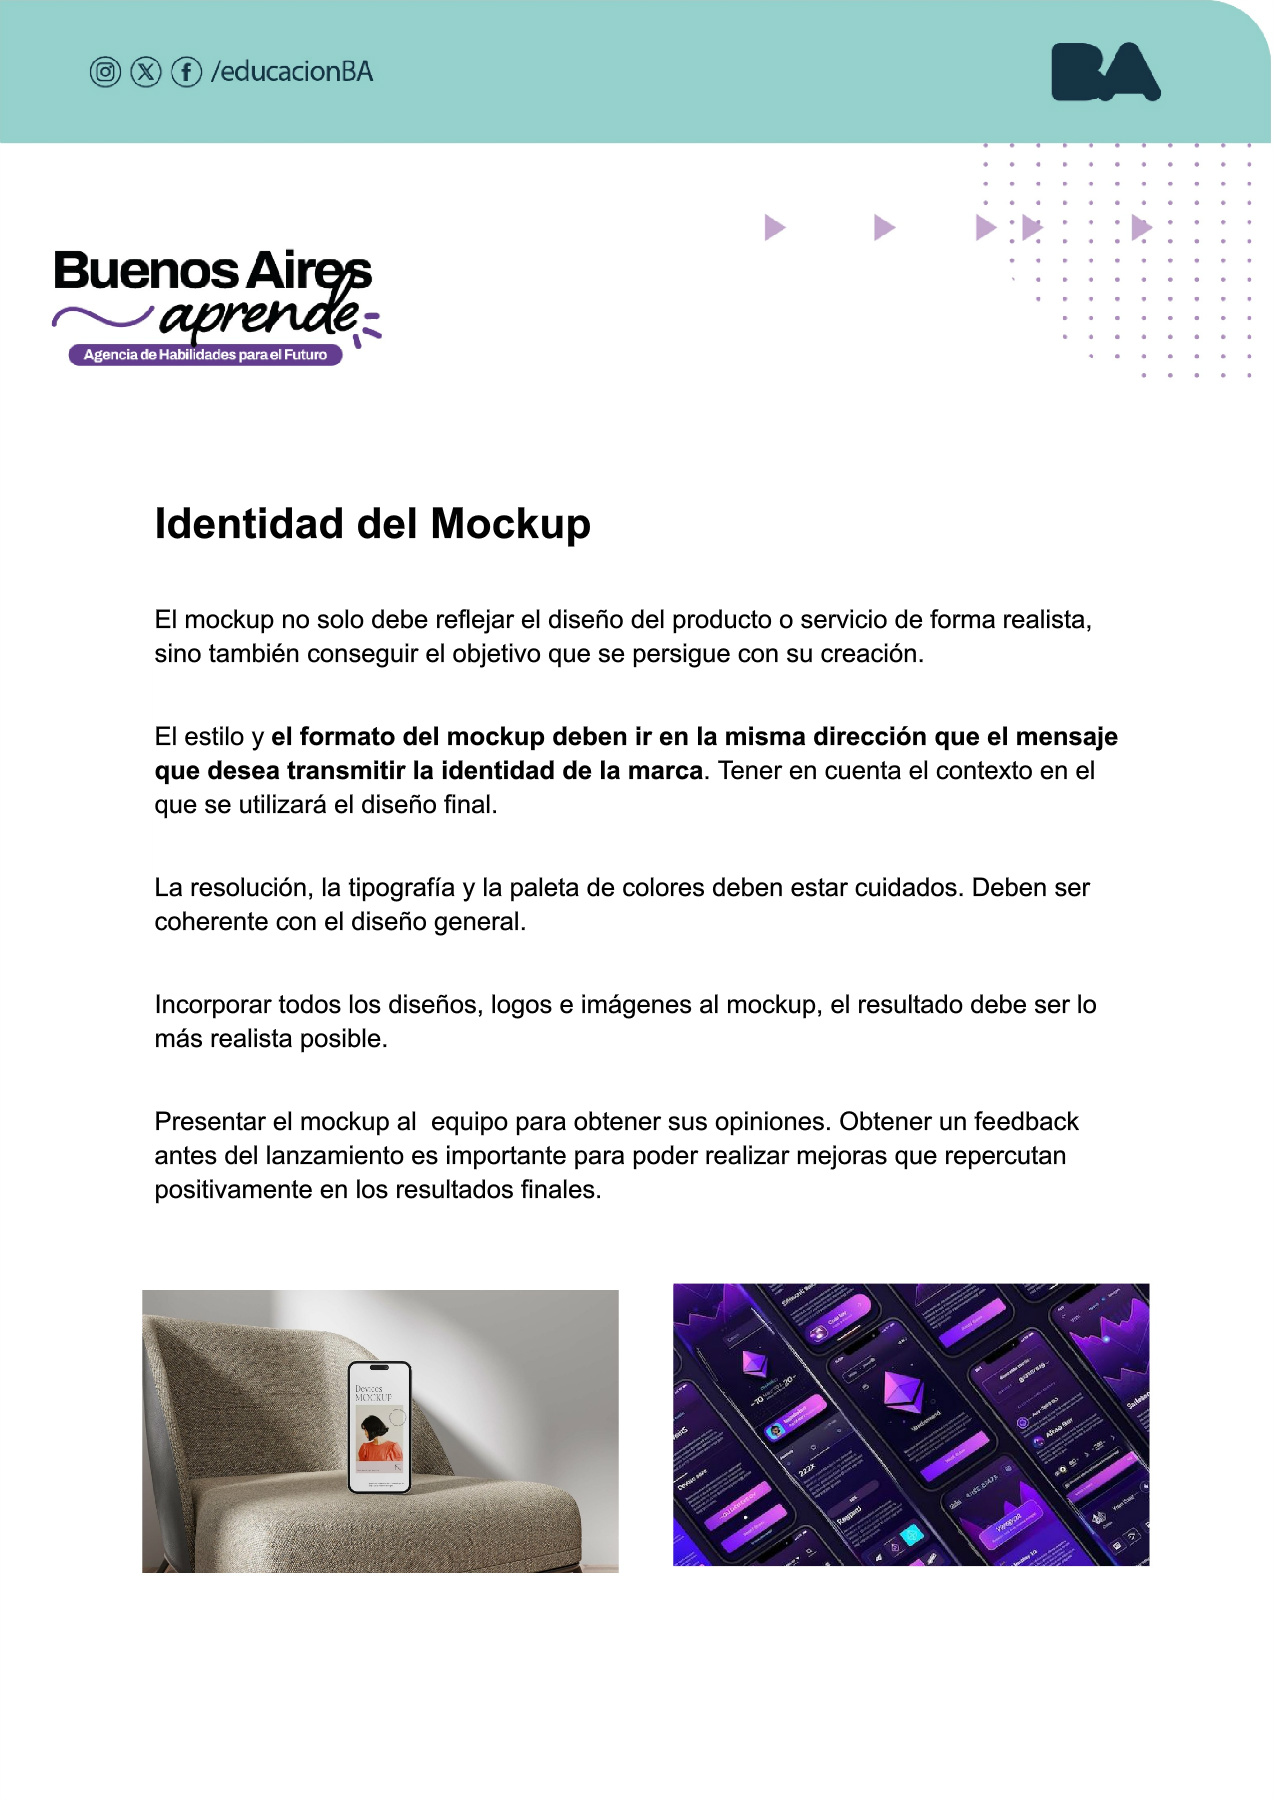 /educacionBA
BA
Buenos Aires
aprende
Agencia de Habilidades para el Futuro
Identidad del Mockup
El mockup no solo debe reflejar el diseño del producto o servicio de forma realista,
sino también conseguir el objetivo que se persigue con su creación.
El estilo y el formato del mockup deben ir en la misma dirección que el mensaje
que desea transmitir la identidad de la marca. Tener en cuenta el contexto en el
que se utilizará el diseño final.
La resolución, la tipografía y la paleta de colores deben estar cuidados. Deben ser
coherente con el diseño general.
Incorporar todos los diseños, logos e imágenes al mockup, el resultado debe ser lo
más realista posible.
Presentar el mockup al  equipo para obtener sus opiniones. Obtener un feedback
antes del lanzamiento es importante para poder realizar mejoras que repercutan
positivamente en los resultados finales.
Devices
MOCKUP